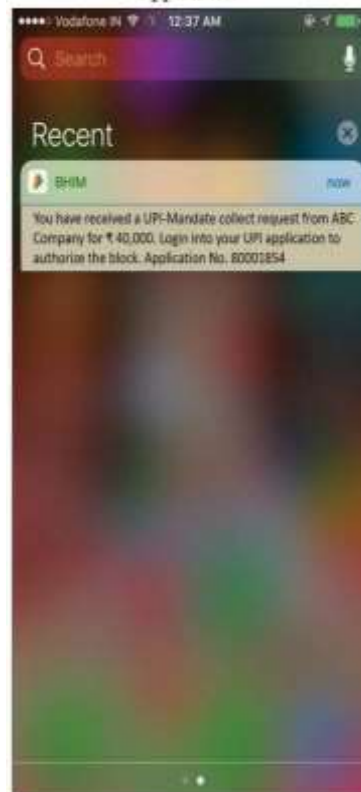 Vodafone IN 12:37 AM
Search
Recent
BHIM now
You have received a UPI-Mandate collect request from ABC
Company for ₹ 40,000. Login into your UPI application to
authorize the block. Application No. 80001854